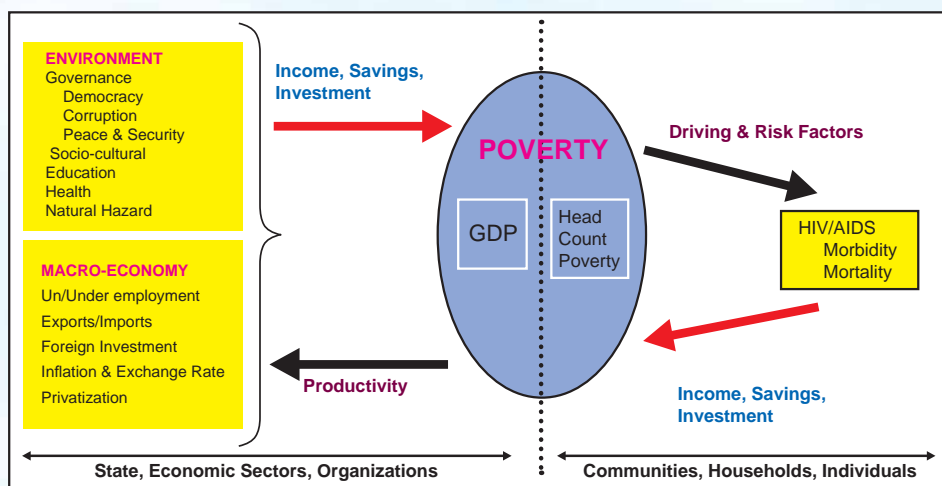 ENVIRONMENT
Governance
Democracy
Corruption
Peace & Security
Socio-cultural
Education
Health
Natural Hazard
MACRO-ECONOMY
Un/Under employment
Exports/Imports
Foreign Investment
Inflation & Exchange Rate
Privatization
Income, Savings,
Investment
Productivity
POVERTY
GDP
Head
Count
Poverty
Driving & Risk Factors
HIV/AIDS
Morbidity
Mortality
Income, Savings,
Investment
State, Economic Sectors, Organizations
Communities, Households, Individuals